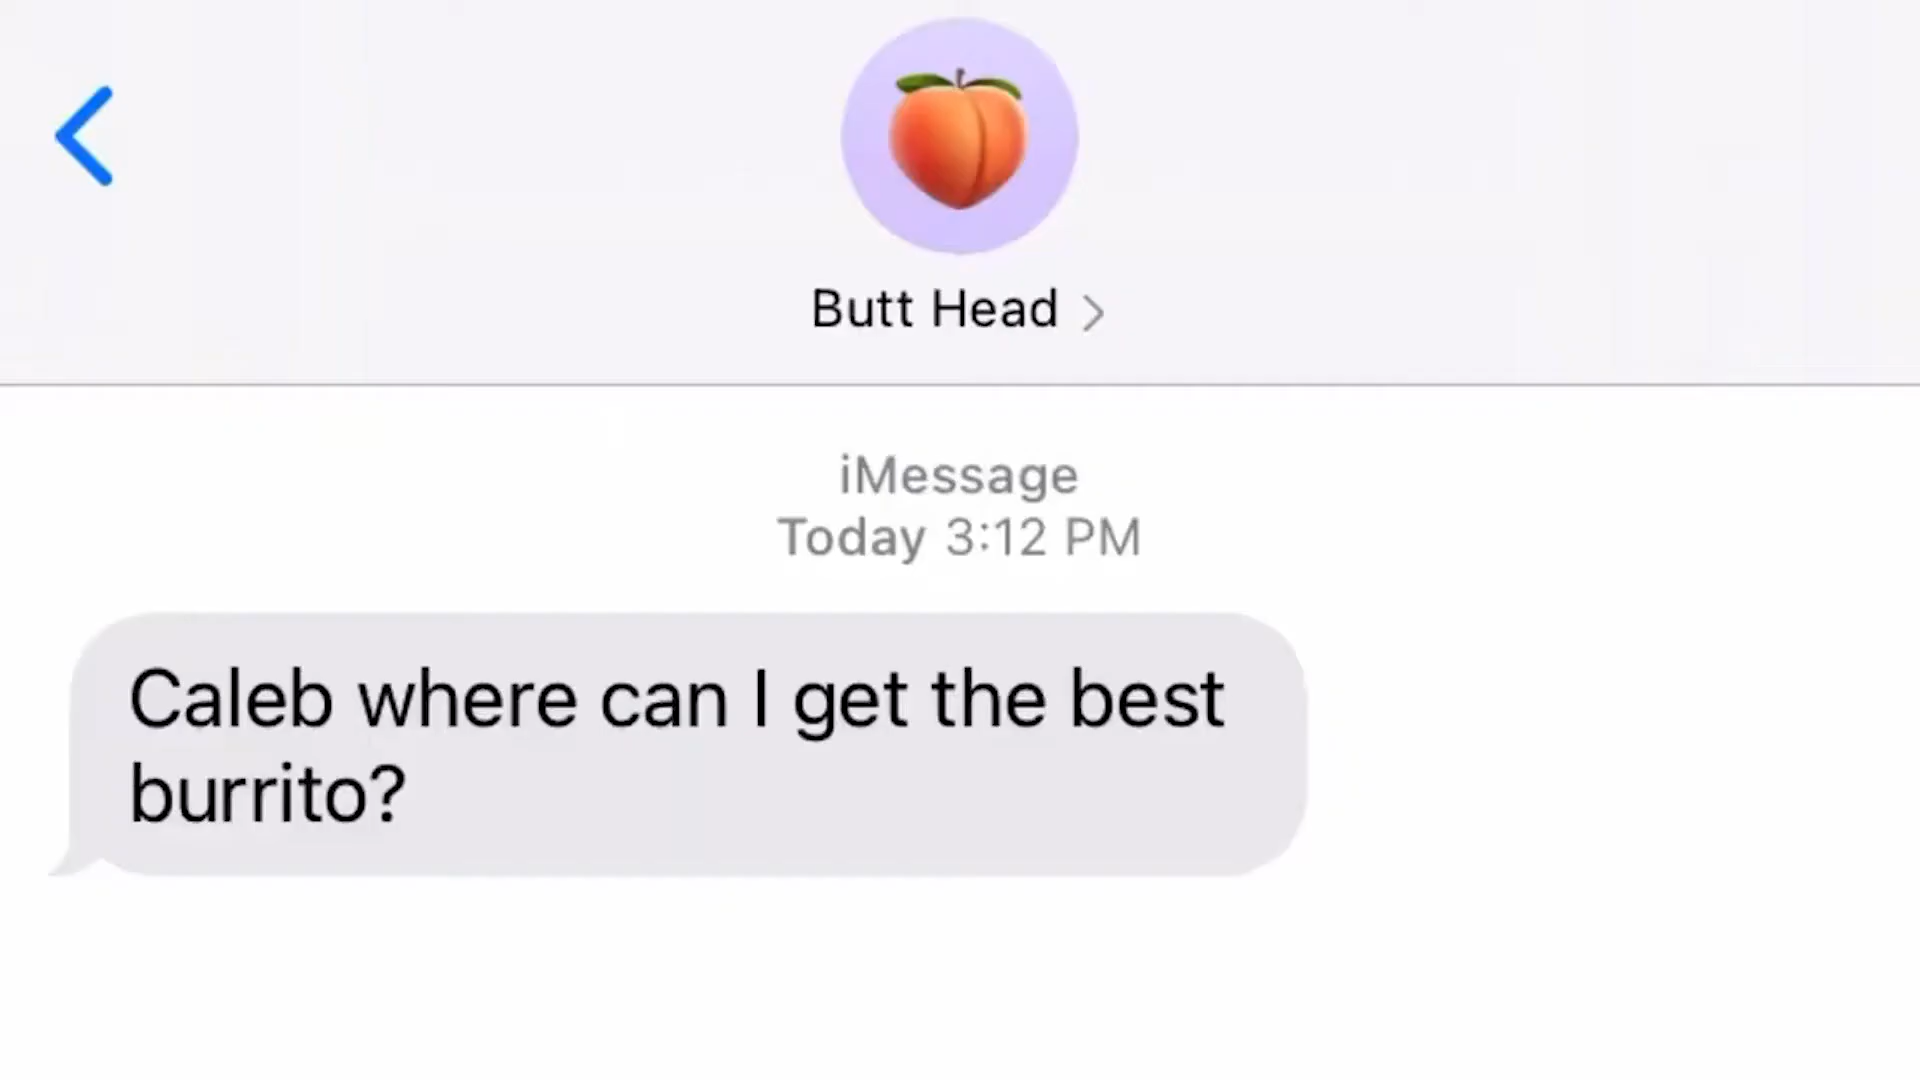 Butt Head
iMessage
Today 3:12 PM
Caleb where can I get the best
burrito?